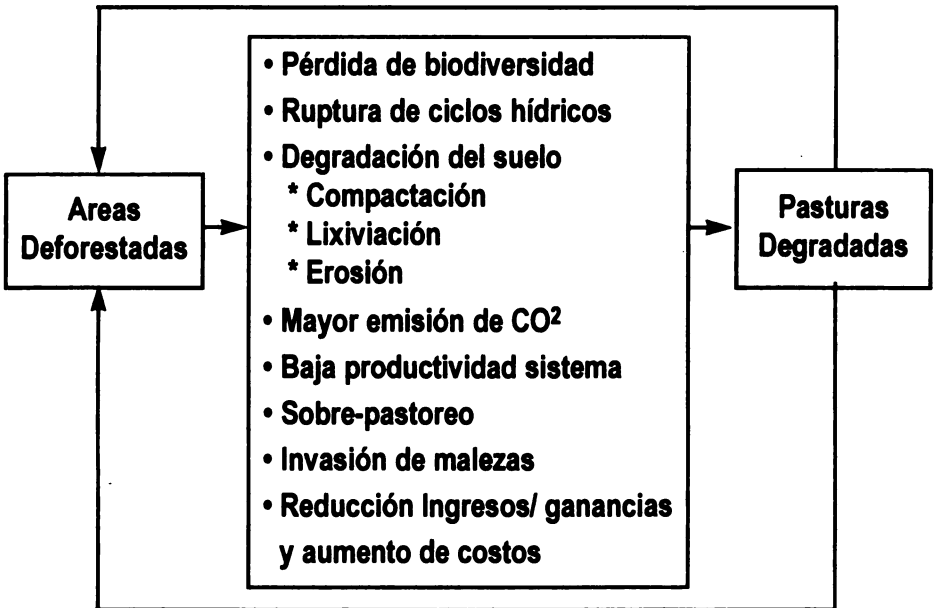 Areas
Deforestadas
• Pérdida de biodiversidad
• Ruptura de ciclos hídricos
• Degradación del suelo
* Compactación
* Lixiviación
* Erosión
• Mayor emisión de CO²
• Baja productividad sistema
• Sobre-pastoreo
• Invasión de malezas
• Reducción Ingresos/ ganancias
y aumento de costos
Pasturas
Degradadas